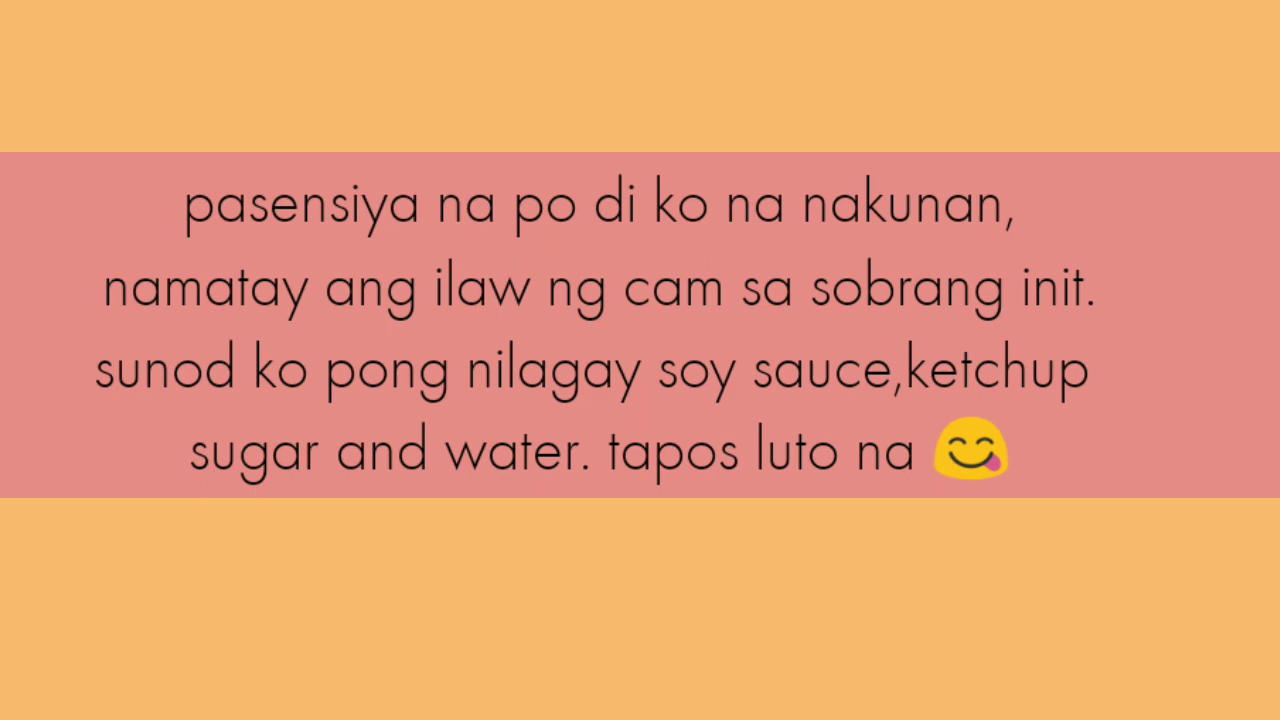 pasensiya na po di ko na nakunan,
namatay ang ilaw ng cam sa sobrang init.
sunod ko pong nilagay soy sauce,ketchup
sugar and water. tapos luto na 😋